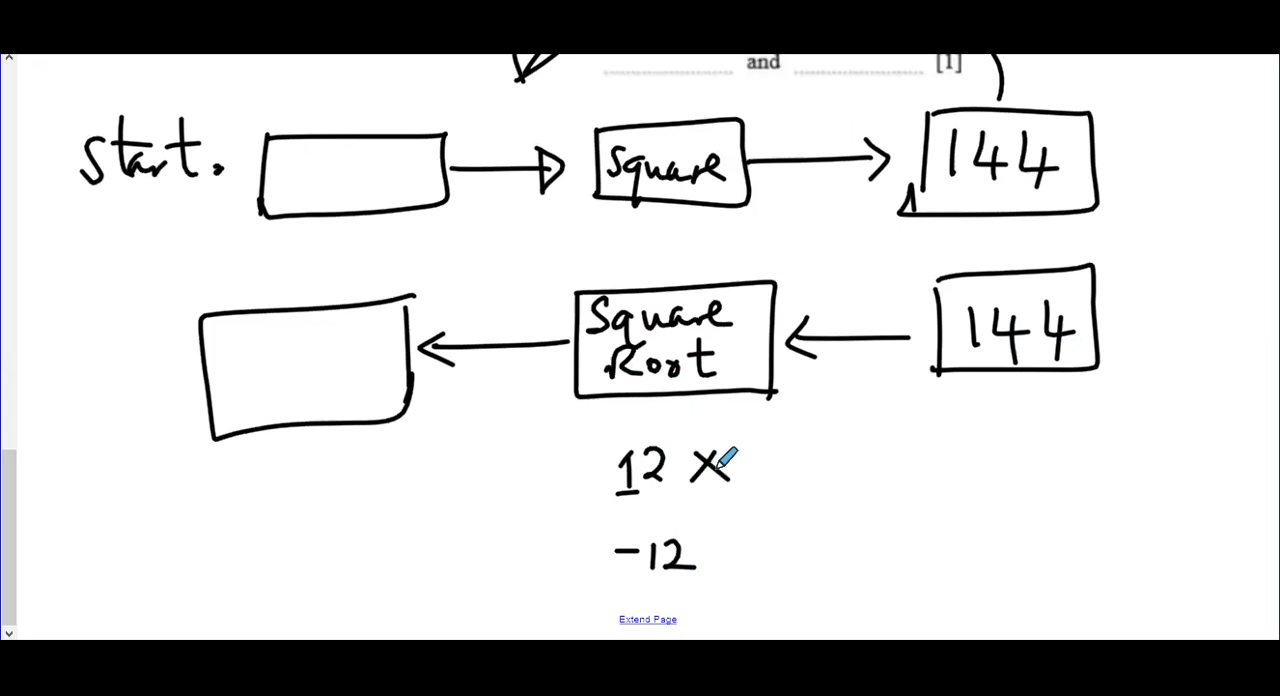 and [1]
Start. Square 144
Square 144
Root
12 ×
-12
Extend Page